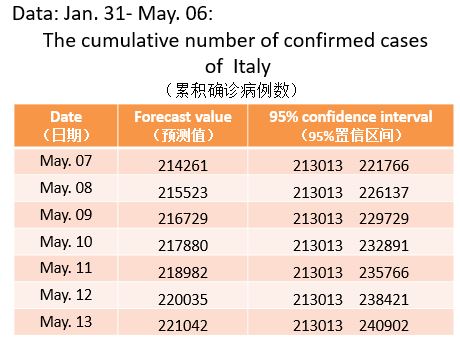 Data: Jan. 31- May. 06:
The cumulative number of confirmed cases
of Italy
（累积确诊病例数）
Date Forecast value 95% confidence interval
（日期） （预测值） （95%置信区间）
May. 07 214261 213013 221766
May. 08 215523 213013 226137
May. 09 216729 213013 229729
May. 10 217880 213013 232891
May. 11 218982 213013 235766
May. 12 220035 213013 238421
May. 13 221042 213013 240902